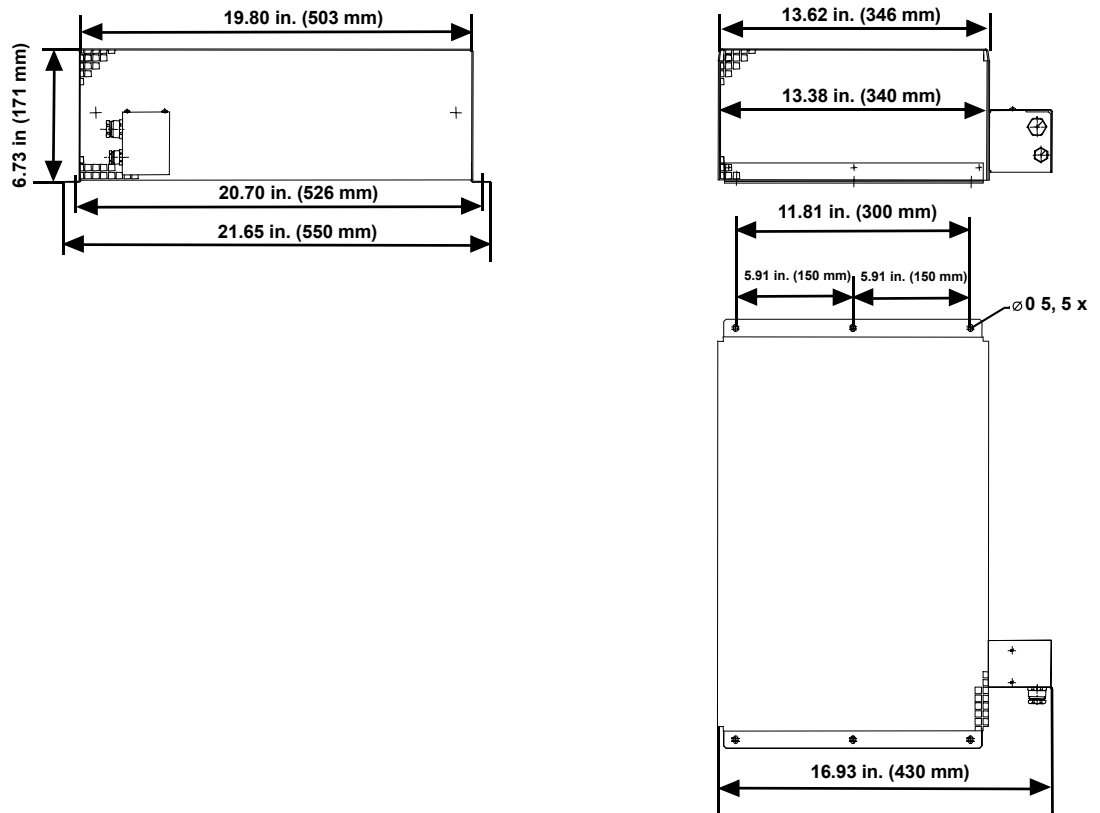 19.80 in. (503 mm)
6.73 in (171 mm)
20.70 in. (526 mm)
21.65 in. (550 mm)
13.62 in. (346 mm)
13.38 in. (340 mm)
11.81 in. (300 mm)
5.91 in. (150 mm)
5.91 in. (150 mm)
∅0 5, 5 x
16.93 in. (430 mm)